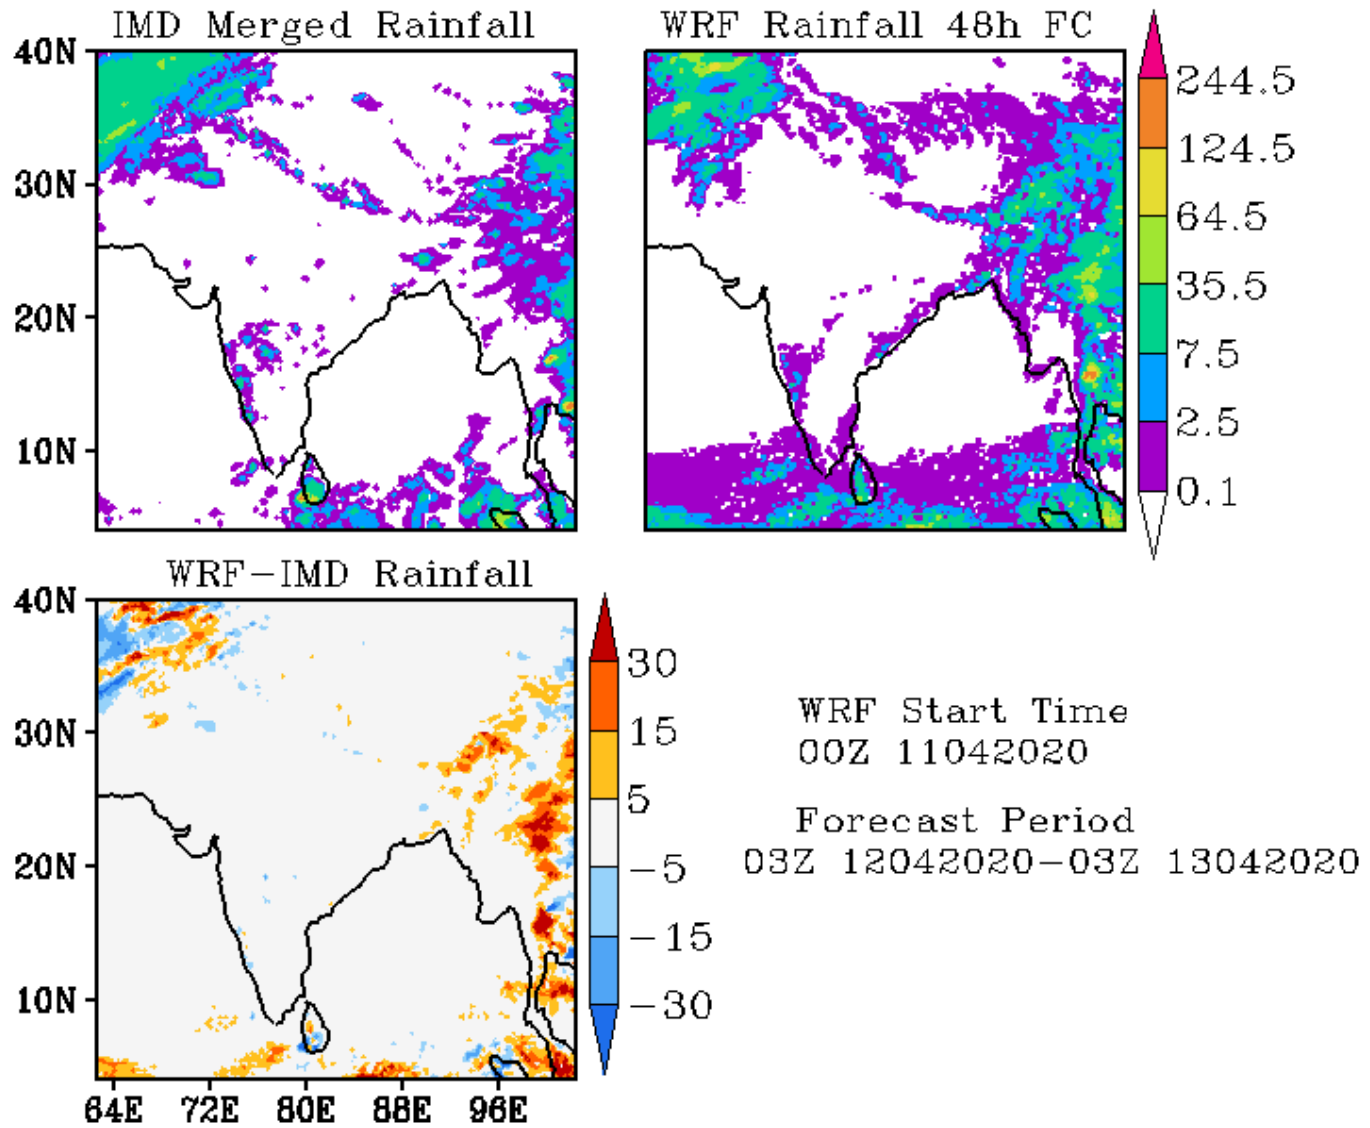 IMD Merged Rainfall
WRF Rainfall 48h FC
40N
30N
20N
10N
244.5
124.5
64.5
35.5
7.5
2.5
0.1
WRF-IMD Rainfall
40N
30N
20N
10N
64E 72E 80E 88E 96E
30
15
5
-5
-15
-30
WRF Start Time
00Z 11042020
Forecast Period
03Z 12042020-03Z 13042020